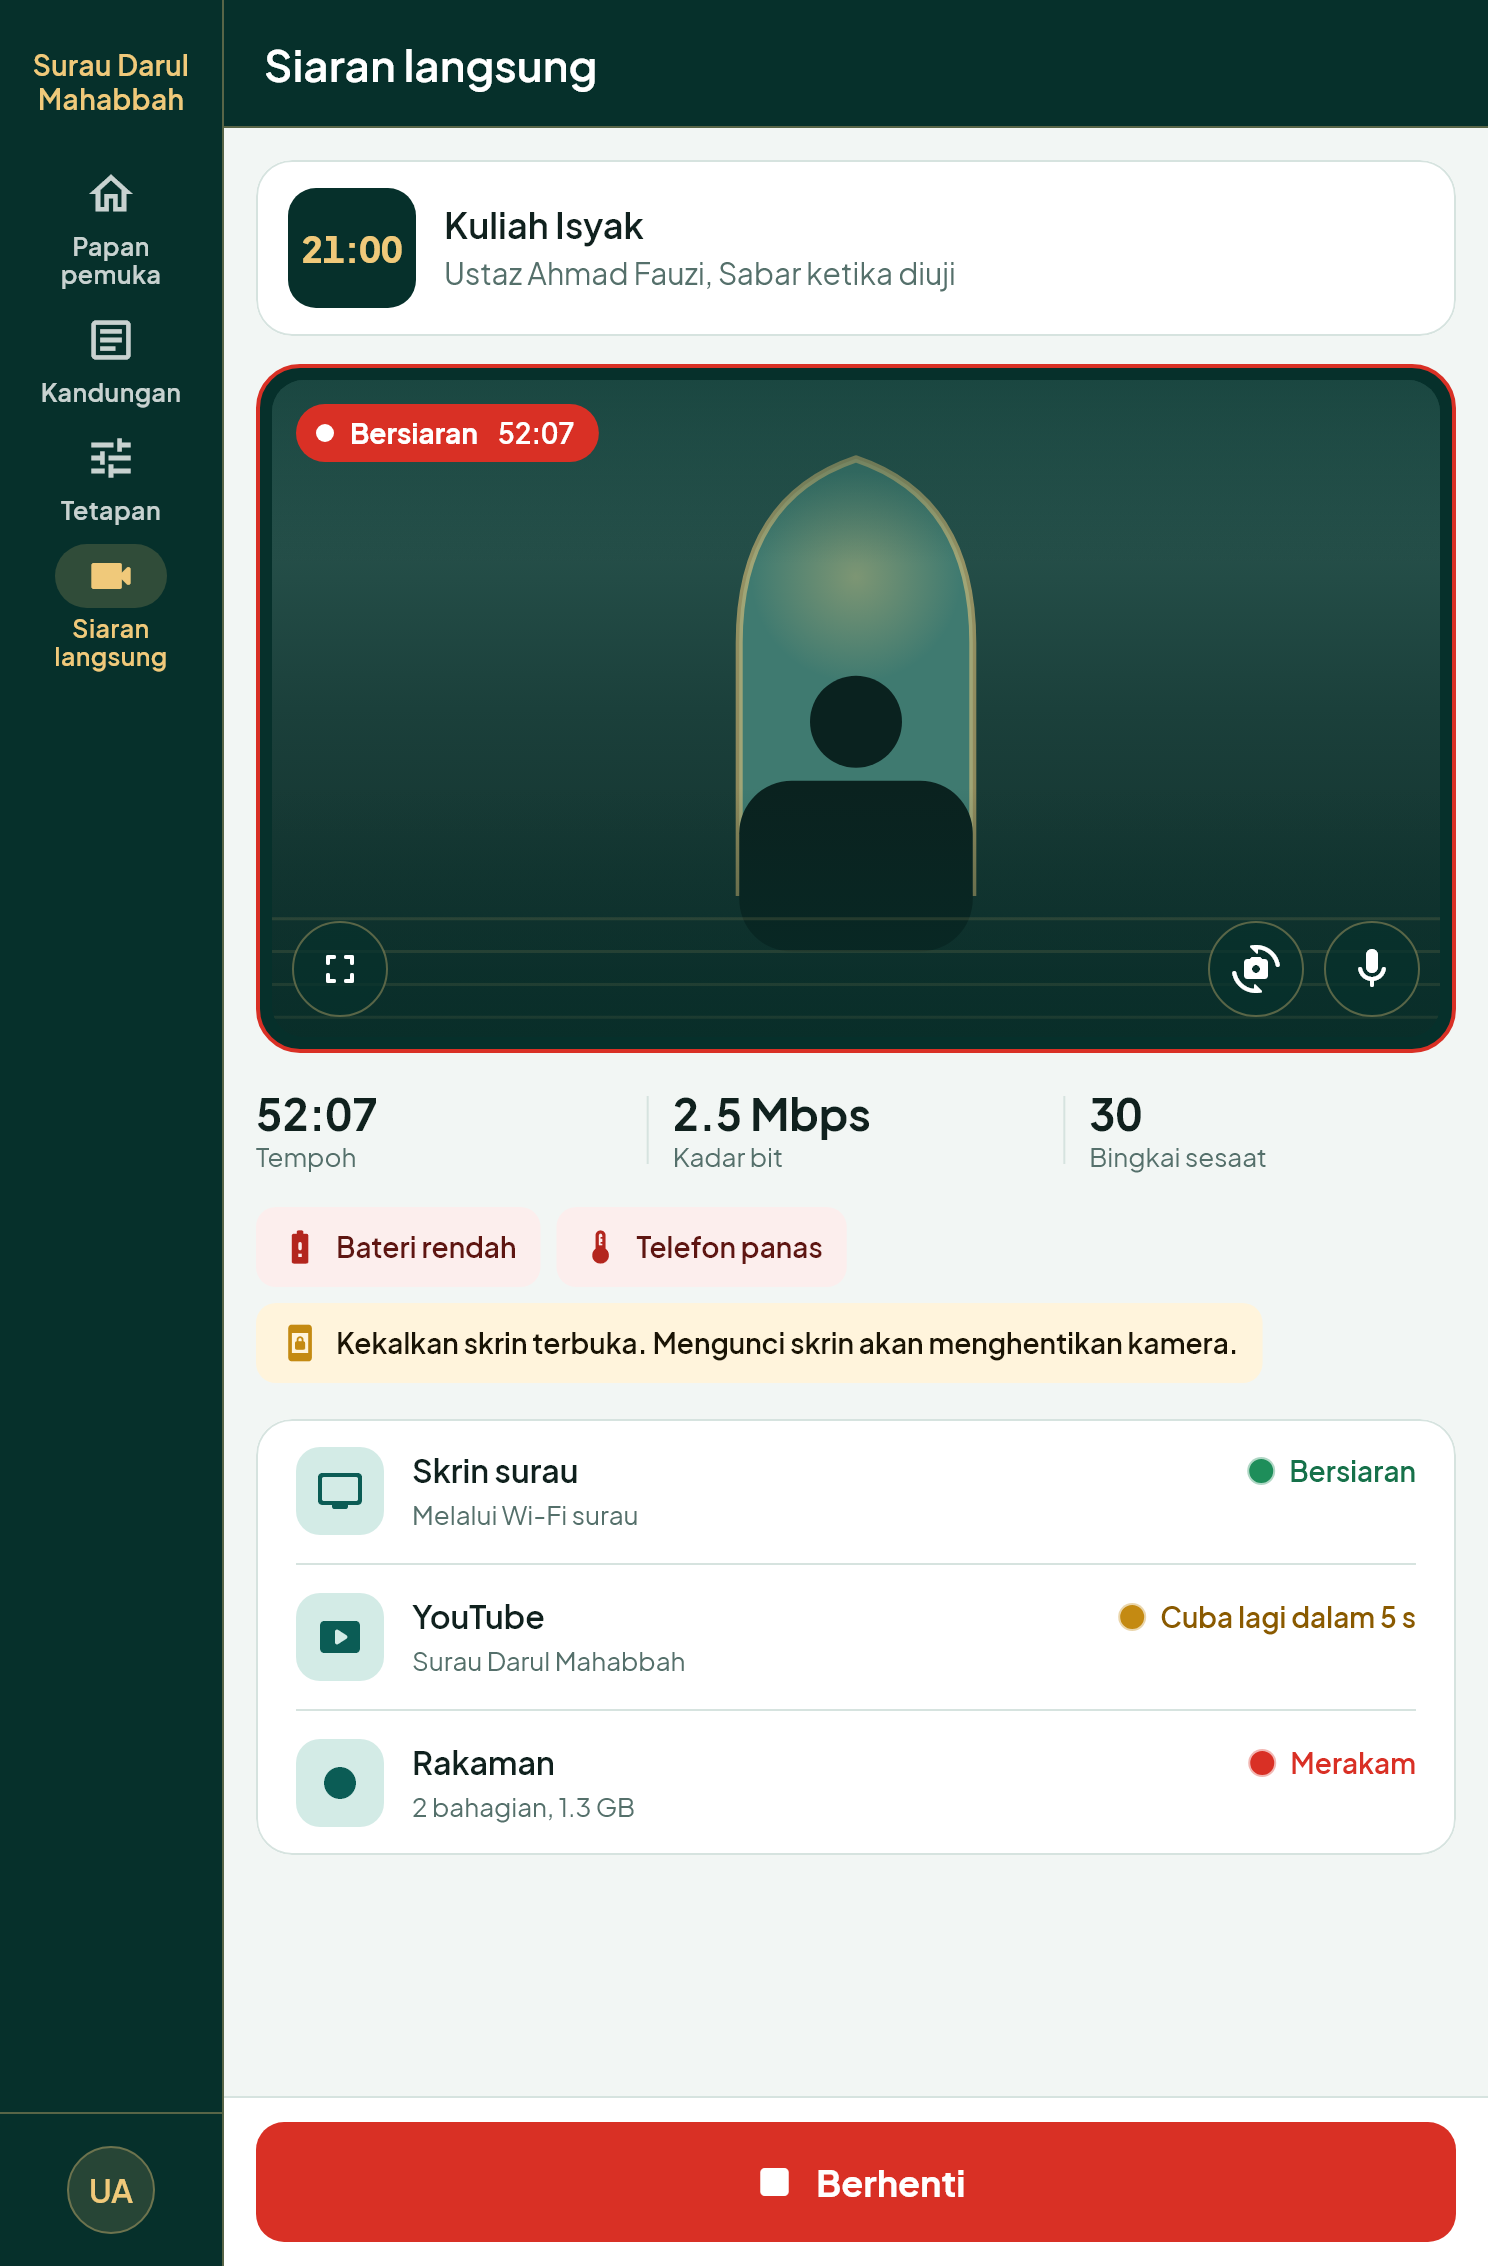 Surau Darul
Mahabbah
Papan
pemuka
Kandungan
Tetapan
Siaran
langsung
UA
Siaran langsung
21:00
Kuliah Isyak
Ustaz Ahmad Fauzi, Sabar ketika diuji
Bersiaran 52:07
52:07
Tempoh
2.5 Mbps
Kadar bit
30
Bingkai sesaat
Bateri rendah
Telefon panas
Kekalkan skrin terbuka. Mengunci skrin akan menghentikan kamera.
Skrin surau
Melalui Wi-Fi surau
Bersiaran
YouTube
Surau Darul Mahabbah
Cuba lagi dalam 5 s
Rakaman
2 bahagian, 1.3 GB
Merakam
Berhenti